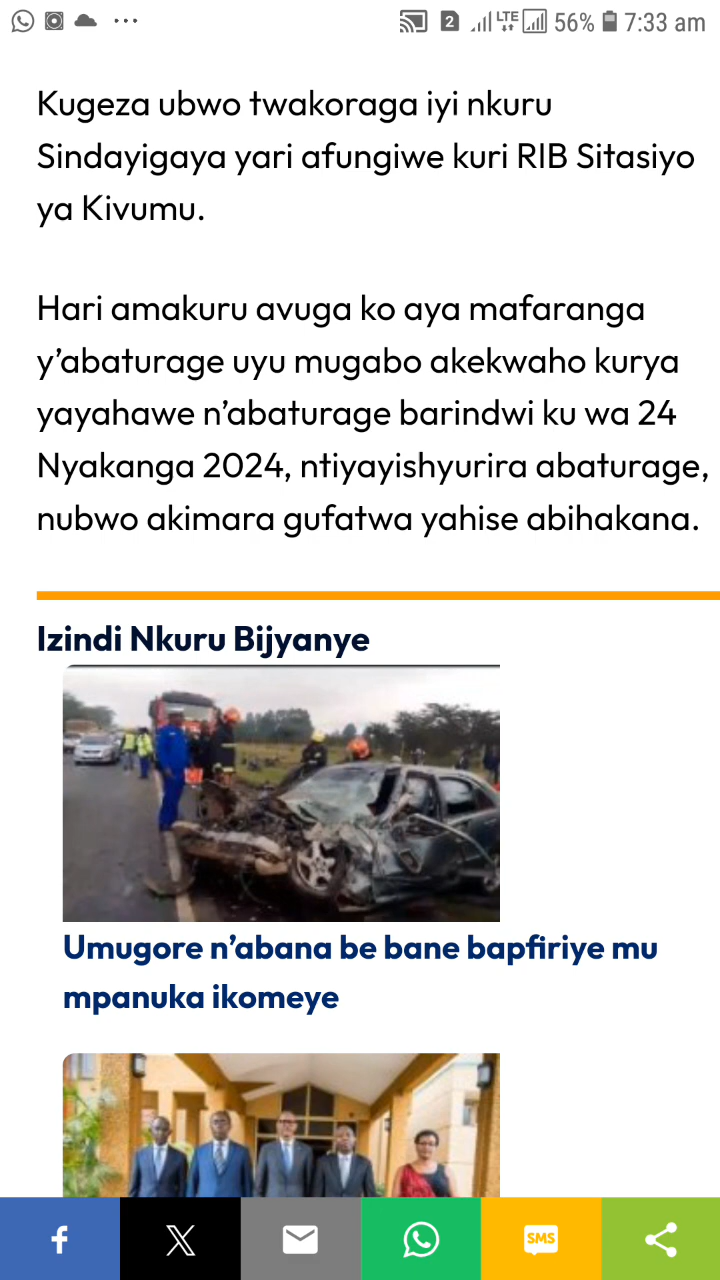 2 LTE 56% 7:33 am
Kugeza ubwo twakoraga iyi nkuru
Sindayigaya yari afungiwe kuri RIB Sitasiyo
ya Kivumu.
Hari amakuru avuga ko aya mafaranga
y’abaturage uyu mugabo akekwaho kurya
yayahawe n’abaturage barindwi ku wa 24
Nyakanga 2024, ntiyayishyurira abaturage,
nubwo akimara gufatwa yahise abihakana.
Izindi Nkuru Bijyanye
Umugore n’abana be bane bapfiriye mu
mpanuka ikomeye
SMS